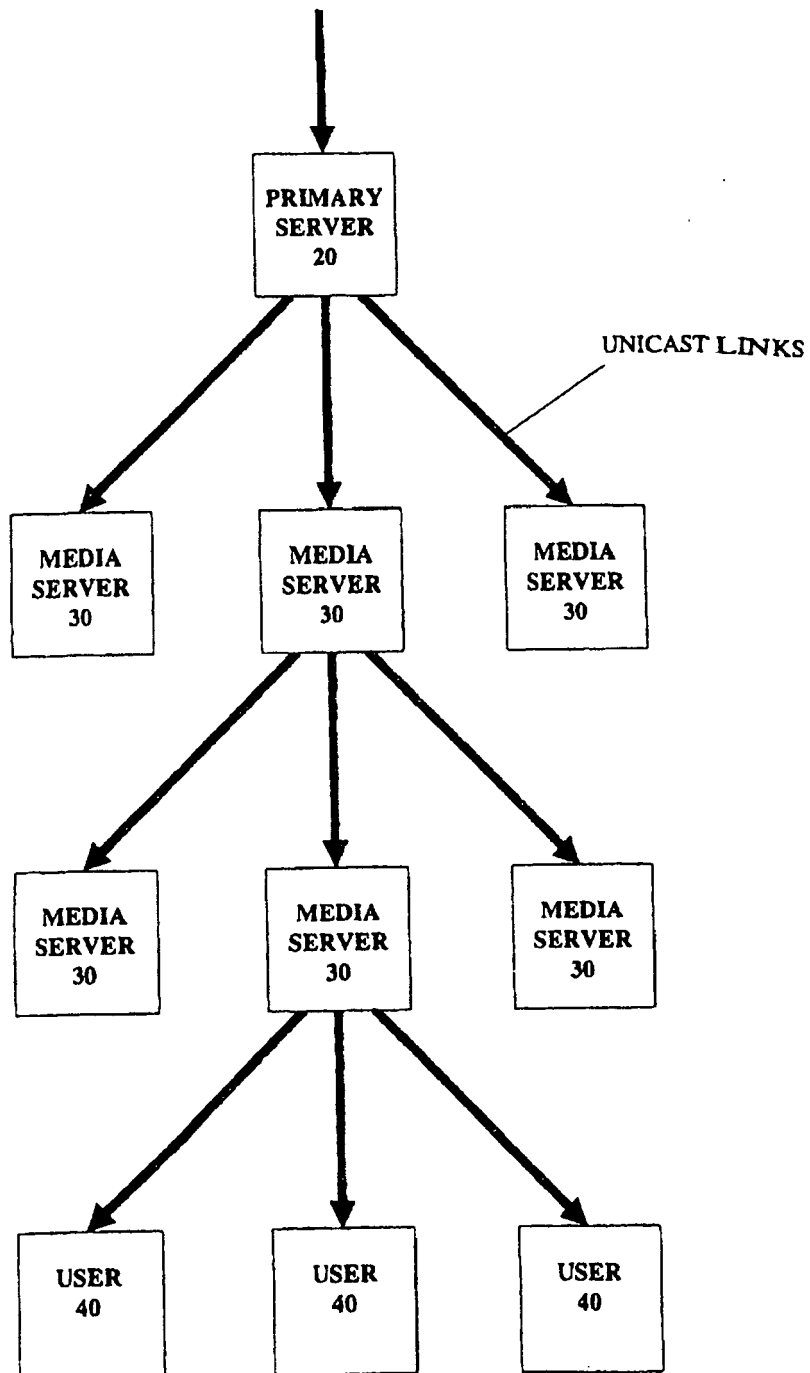 PRIMARY
SERVER
20
UNICAST LINKS
MEDIA
SERVER
30
MEDIA
SERVER
30
MEDIA
SERVER
30
MEDIA
SERVER
30
MEDIA
SERVER
30
MEDIA
SERVER
30
USER
40
USER
40
USER
40